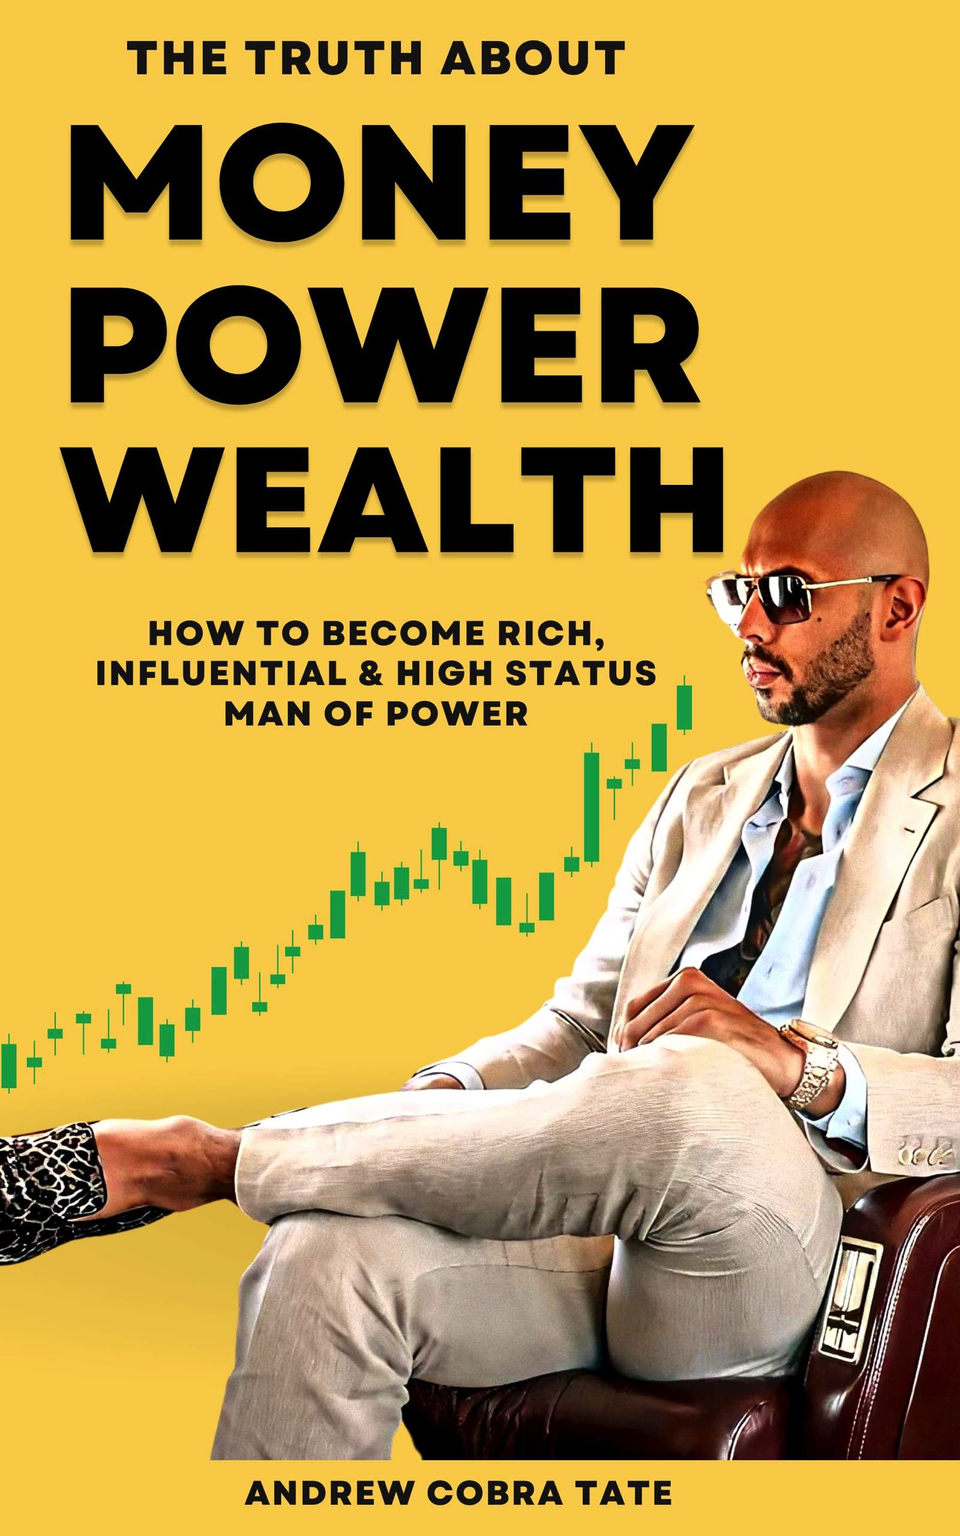 THE TRUTH ABOUT
MONEY
POWER
WEALTH
HOW TO BECOME RICH,
INFLUENTIAL & HIGH STATUS
MAN OF POWER
ANDREW COBRA TATE